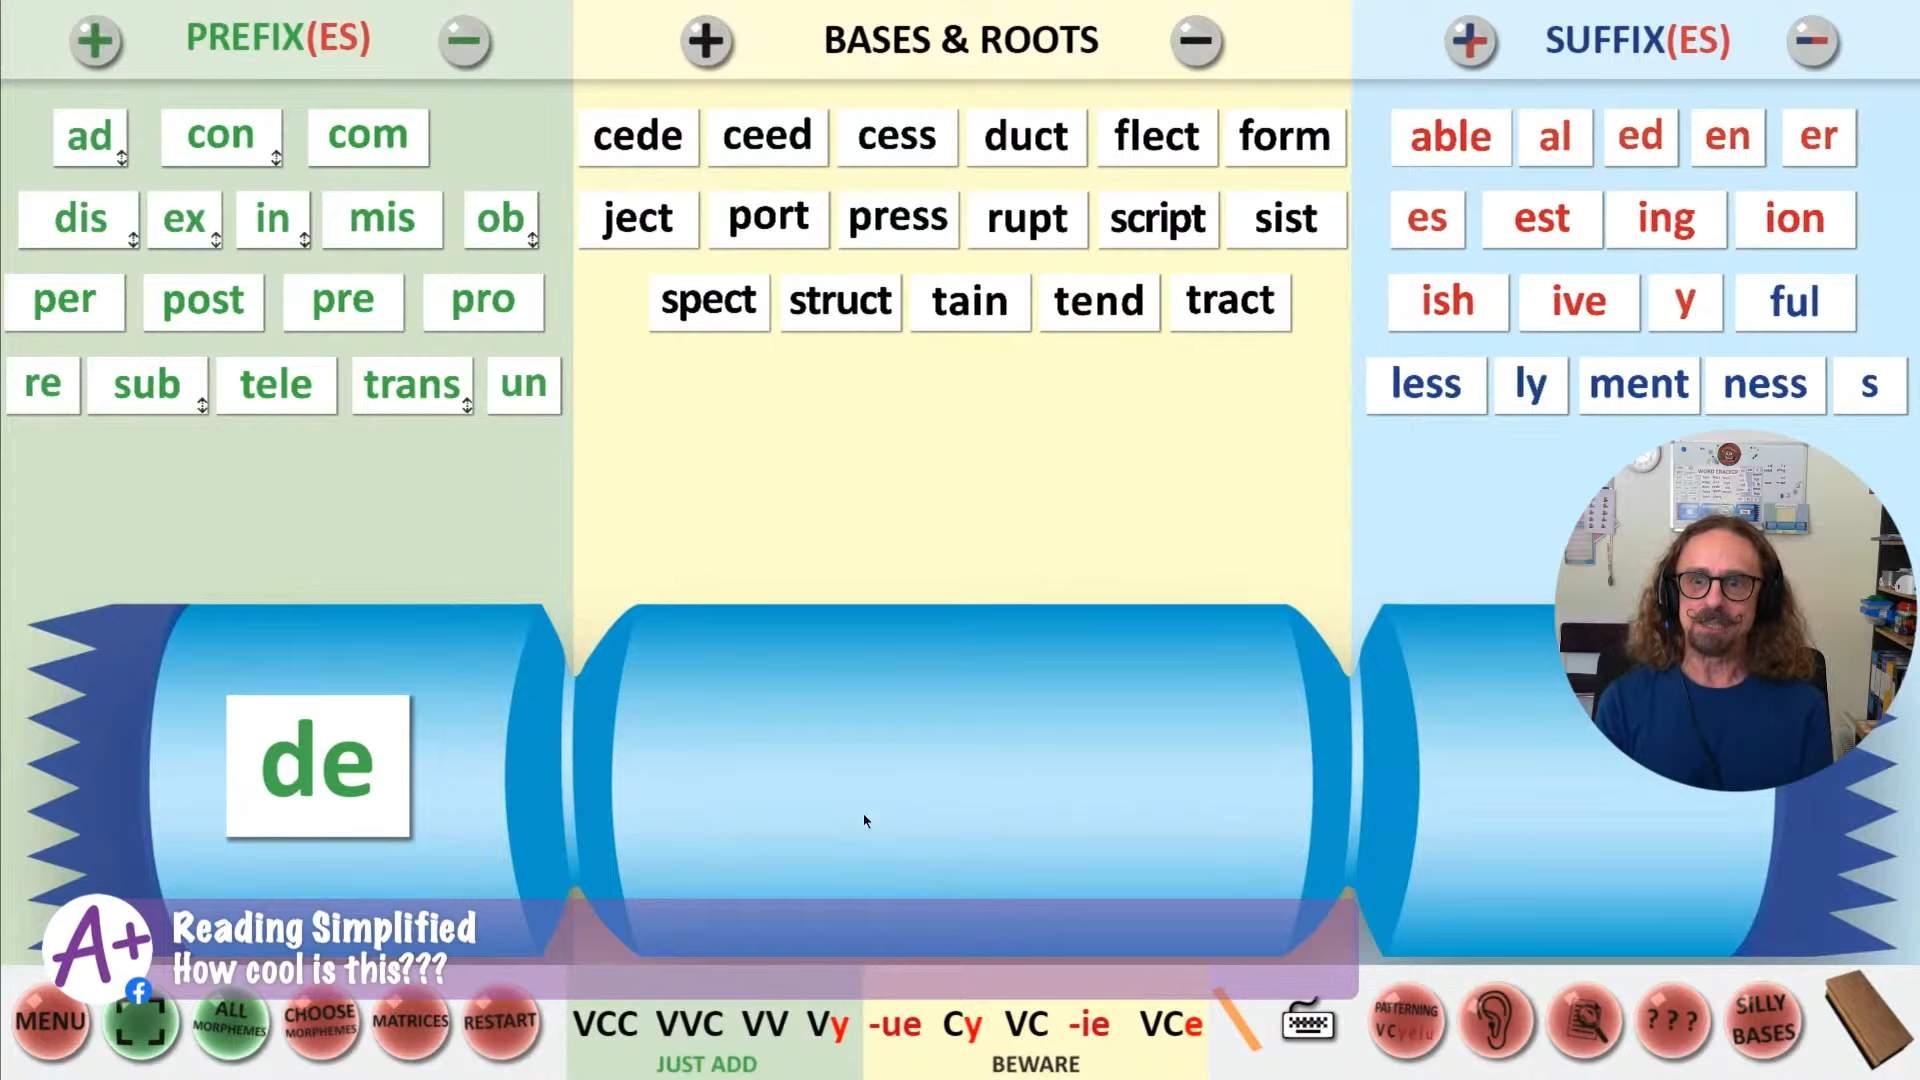 PREFIX(ES)
BASES & ROOTS
SUFFIX(ES)
ad con com
dis ex in mis ob
per post pre pro
re sub tele trans un
cede ceed cess duct flect form
ject port press rupt script sist
spect struct tain tend tract
able al ed en er
es est ing ion
ish ive y ful
less ly ment ness s
de
A+
Reading Simplified
How cool is this???
MENU
ALL
MORPHEMES
CHOOSE
MORPHEMES
MATRICES
RESTART
VCC VVC VV Vy -ue Cy VC -ie VCe
JUST ADD
BEWARE
PATTERNING
VCyeiu
???
SiLLY
BASES
WORD CRACKER